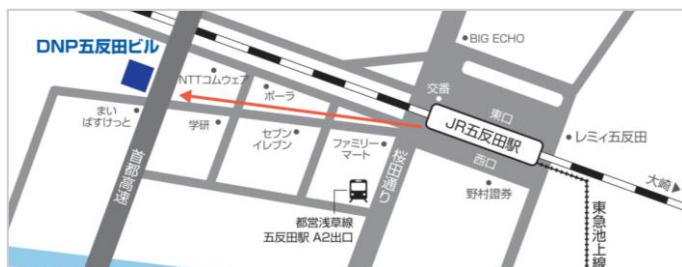 DNP五反田ビル
BIG ECHO
NTTコムウェア
ポーラ
交番
東口
JR五反田駅
レミィ五反田
まい
ばすけっと
学研
セブン
イレブン
ファミリー
マート
桜田通り
西口
野村證券
大崎
首都高速
都営浅草線
五反田駅 A2出口
東急池上線